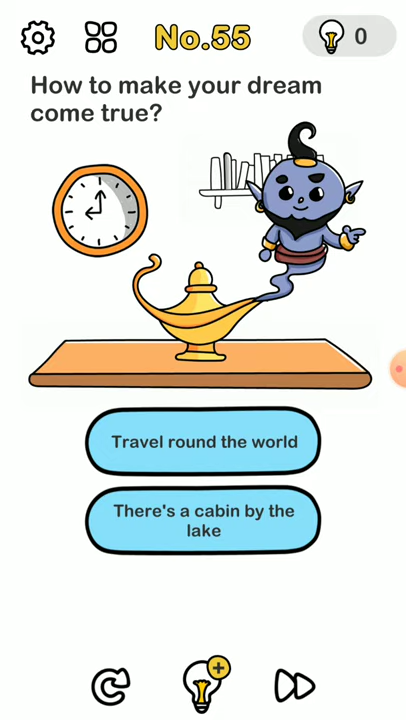 No.55
0
How to make your dream
come true?
Travel round the world
There's a cabin by the
lake